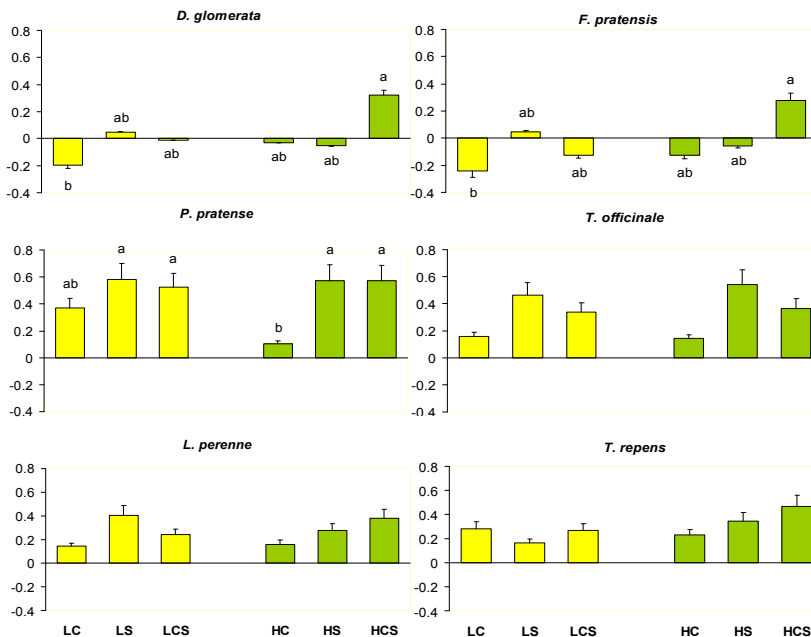 D. glomerata
0.8
0.6
0.4
0.2
0
-0.2
-0.4
b
ab
ab
ab
ab
a
F. pratensis
0.8
0.6
0.4
0.2
0
-0.2
-0.4
b
ab
ab
ab
ab
a
P. pratense
0.8
0.6
0.4
0.2
0
-0.2
-0.4
ab
a
a
b
a
a
T. officinale
0.8
0.6
0.4
0.2
0
-0.2
-0.4
L. perenne
0.8
0.6
0.4
0.2
0
-0.2
-0.4
LC LS LCS HC HS HCS
T. repens
0.8
0.6
0.4
0.2
0
-0.2
-0.4
LC LS LCS HC HS HCS